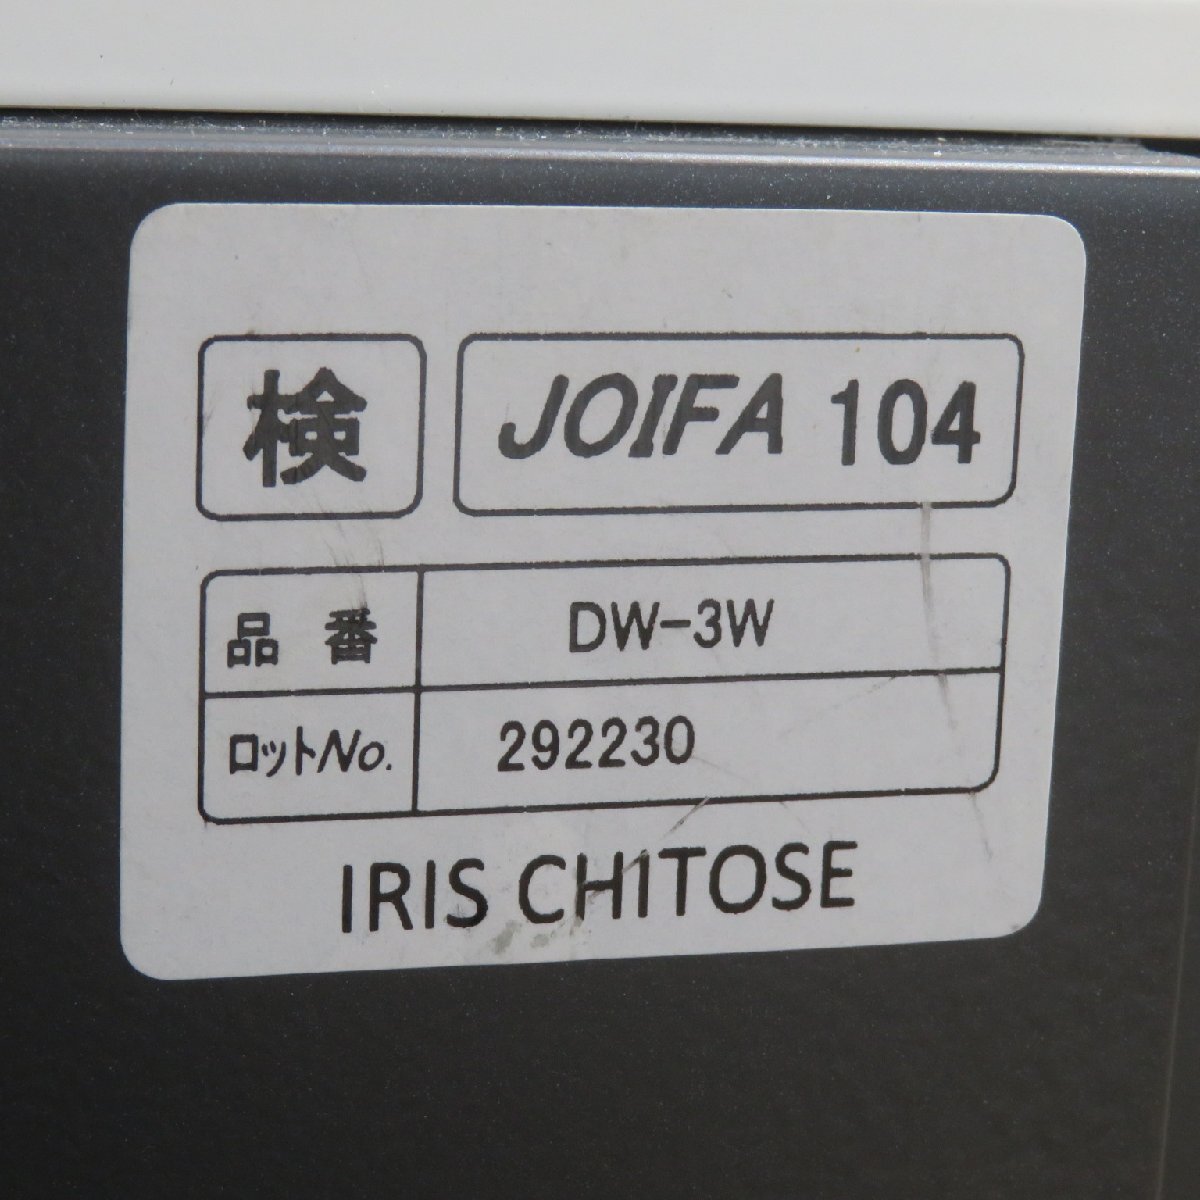 検 JOIFA 104
品番 DW-3W
ロットNo. 292230
IRIS CHITOSE